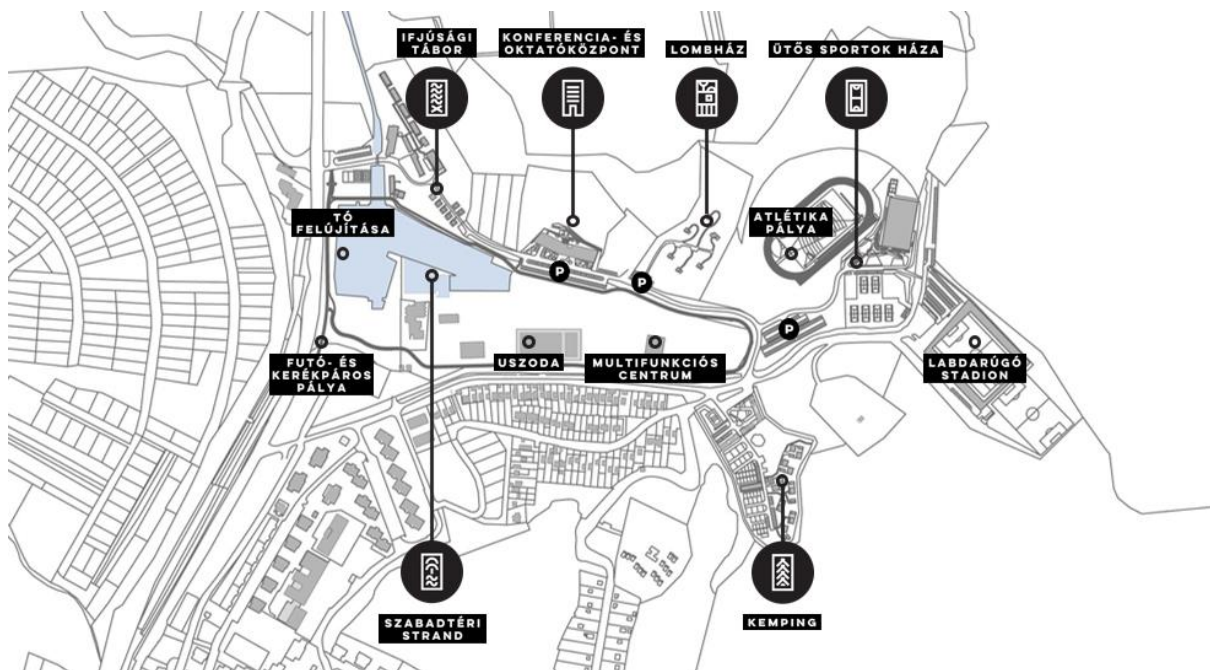 IFJÚSÁGI
TÁBOR
KONFERENCIA- ÉS
OKTATÓKÖZPONT
LOMBHÁZ
ÜTŐS SPORTOK HÁZA
TÓ
FELÚJÍTÁSA
ATLÉTIKA
PÁLYA
P
P
P
FUTÓ- ÉS
KERÉKPÁROS
PÁLYA
USZODA
MULTIFUNKCIÓS
CENTRUM
LABDARÚGÓ
STADION
SZABADTÉRI
STRAND
KEMPING